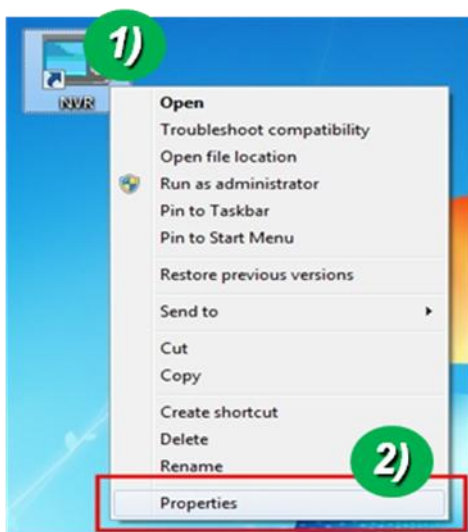 1)
NVR
Open
Troubleshoot compatibility
Open file location
Run as administrator
Pin to Taskbar
Pin to Start Menu
Restore previous versions
Send to
Cut
Copy
Create shortcut
Delete
Rename
2)
Properties